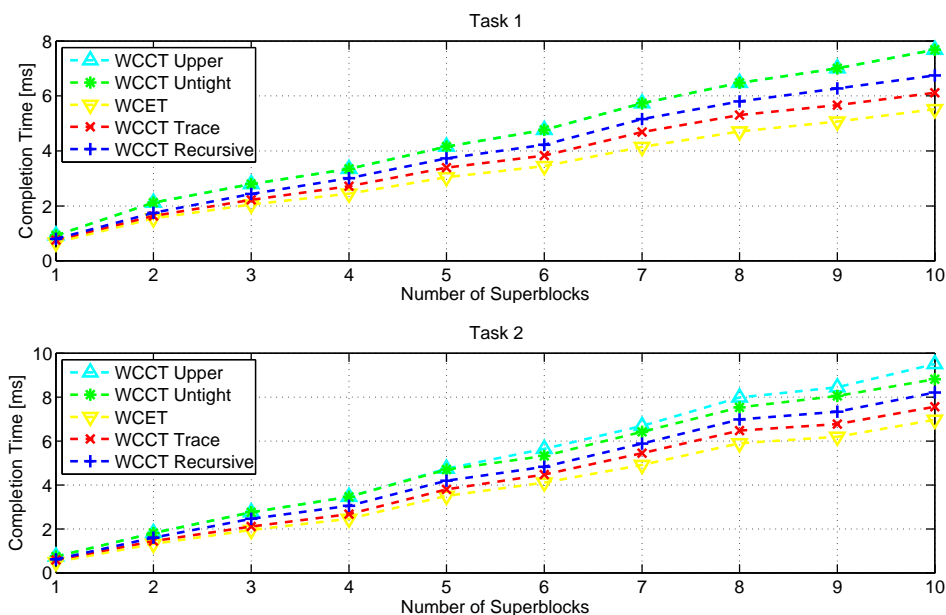 Task 1
Completion Time [ms]
8
6
4
2
0
WCCT Upper
WCCT Untight
WCET
WCCT Trace
WCCT Recursive
1 2 3 4 5 6 7 8 9 10
Number of Superblocks
Task 2
Completion Time [ms]
10
8
6
4
2
0
WCCT Upper
WCCT Untight
WCET
WCCT Trace
WCCT Recursive
1 2 3 4 5 6 7 8 9 10
Number of Superblocks